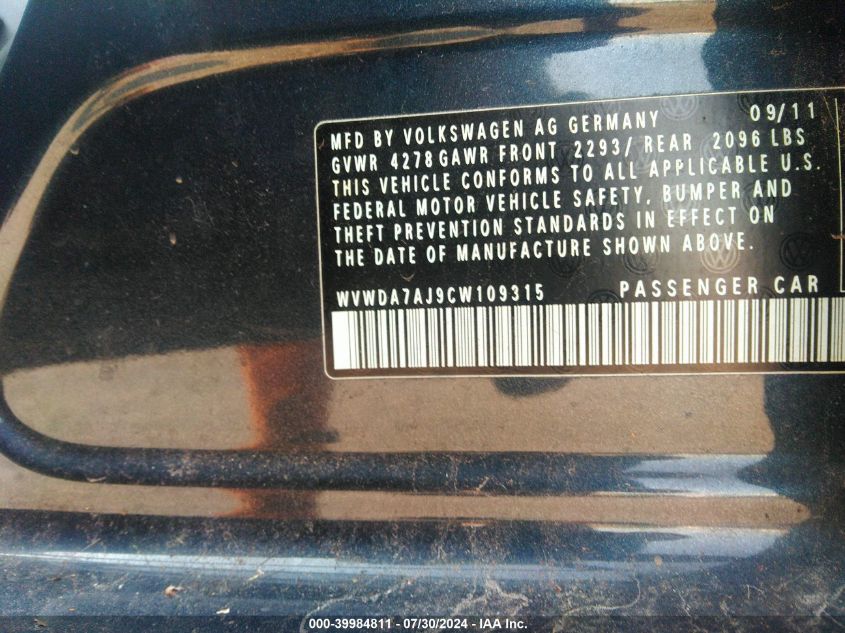 09/11
MFD BY VOLKSWAGEN AG GERMANY
GVWR 4278 GAWR FRONT 2293/ REAR 2096 LBS
THIS VEHICLE CONFORMS TO ALL APPLICABLE U.S.
FEDERAL MOTOR VEHICLE SAFETY, BUMPER AND
THEFT PREVENTION STANDARDS IN EFFECT ON
THE DATE OF MANUFACTURE SHOWN ABOVE.
WVWDA7AJ9CW109315 PASSENGER CAR
000-39984811 - 07/30/2024 - IAA Inc.